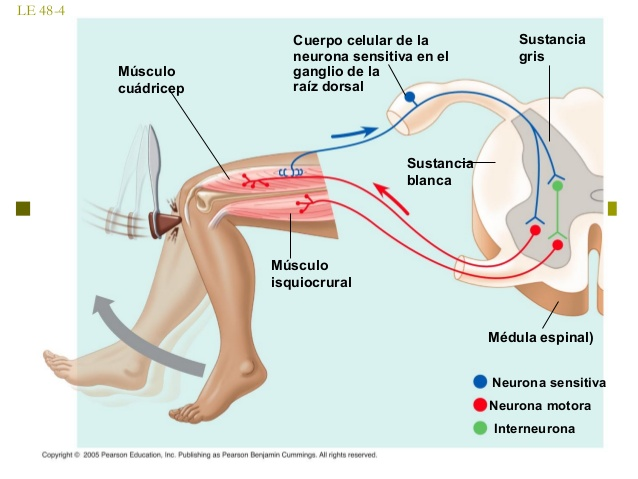 LE 48-4
Cuerpo celular de la
neurona sensitiva en el
ganglio de la
raíz dorsal
Sustancia
gris
Músculo
cuádricep
Sustancia
blanca
Músculo
isquiocrural
Médula espinal)
Neurona sensitiva
Neurona motora
Interneurona
Copyright © 2005 Pearson Education, Inc. Publishing as Pearson Benjamin Cummings. All rights reserved.